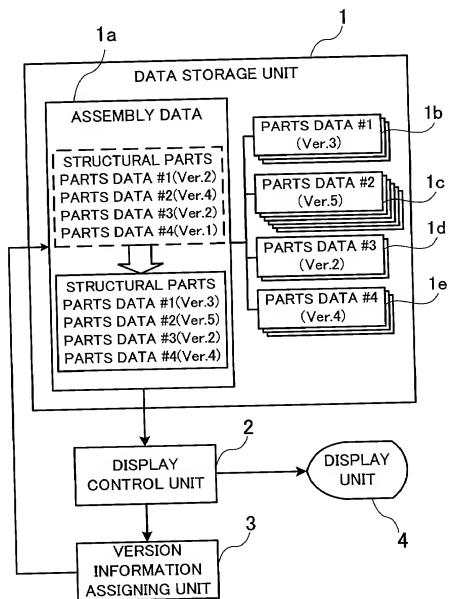 1
1a
DATA STORAGE UNIT
ASSEMBLY DATA
STRUCTURAL PARTS
PARTS DATA #1(Ver.2)
PARTS DATA #2(Ver.4)
PARTS DATA #3(Ver.2)
PARTS DATA #4(Ver.1)
STRUCTURAL PARTS
PARTS DATA #1(Ver.3)
PARTS DATA #2(Ver.5)
PARTS DATA #3(Ver.2)
PARTS DATA #4(Ver.4)
PARTS DATA #1
(Ver.3)
1b
PARTS DATA #2
(Ver.5)
1c
PARTS DATA #3
(Ver.2)
1d
PARTS DATA #4
(Ver.4)
1e
2
DISPLAY
CONTROL UNIT
DISPLAY
UNIT
4
3
VERSION
INFORMATION
ASSIGNING UNIT